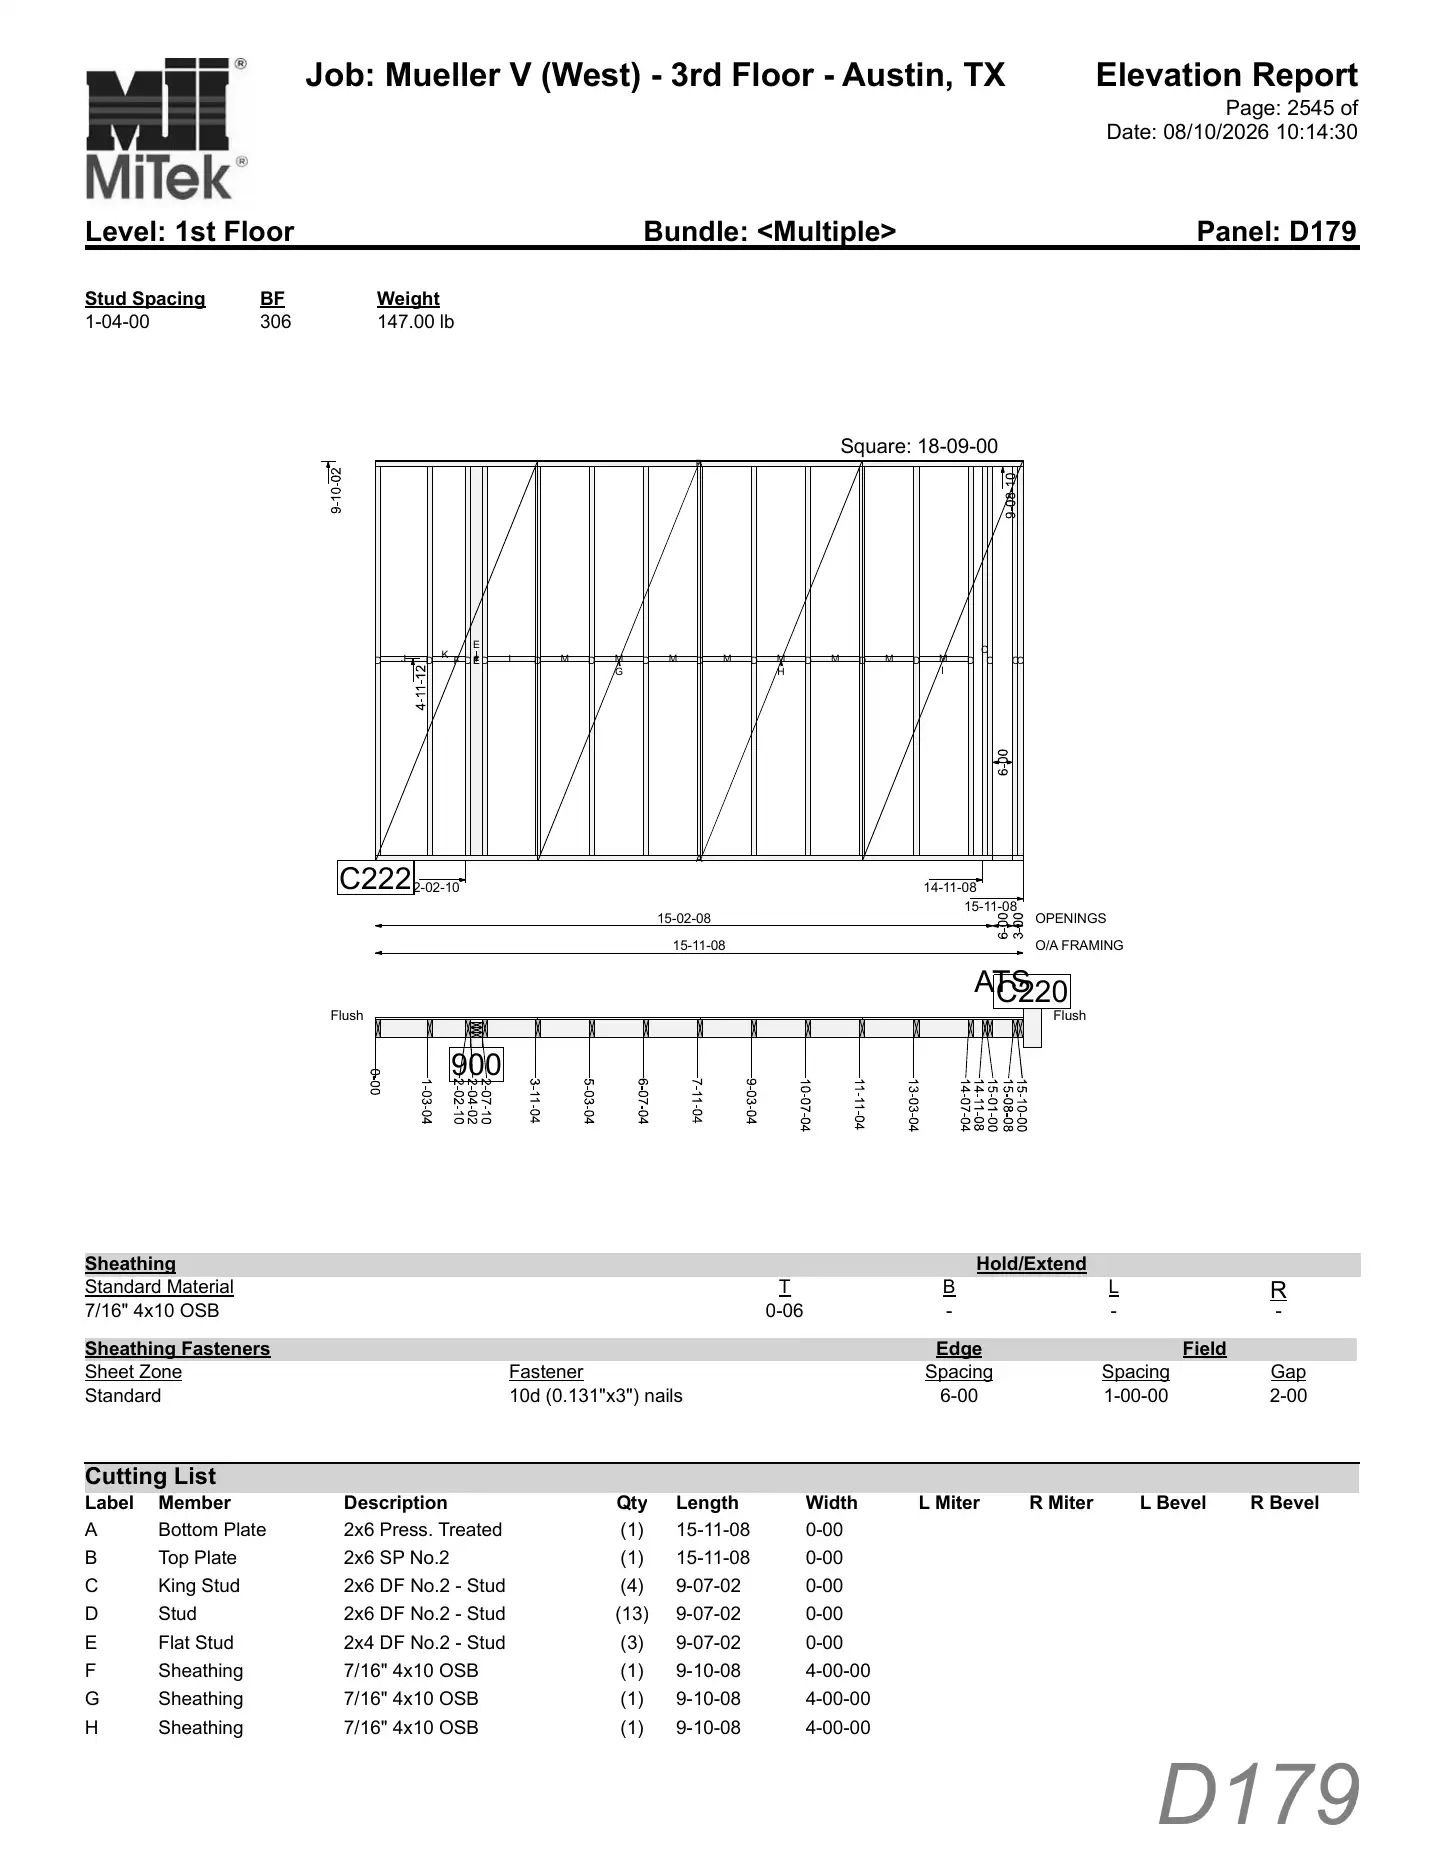 Job: Mueller V (West) - 3rd Floor - Austin, TX
Elevation Report
Page: 2545 of
Date: 08/10/2026 10:14:30
MiTek®
Level: 1st Floor Bundle: <Multiple> Panel: D179
Stud Spacing BF Weight
1-04-00 306 147.00 lb
Square: 18-09-00
9-10-02
9-08-10
E
K
J F E I M M M M M M M M
C
G H I
4-11-12
6-00
C222
2-02-10 14-11-08
15-11-08
15-02-08 6-00 3-00 OPENINGS
15-11-08 O/A FRAMING
ATS
C220
Flush Flush
900
0-00 1-03-04 2-02-10 2-04-02 2-07-10 3-11-04 5-03-04 6-07-04 7-11-04 9-03-04 10-07-04 11-11-04 13-03-04 14-07-04 14-11-08 15-01-00 15-08-08 15-10-00
Sheathing Hold/Extend
Standard Material T B L R
7/16" 4x10 OSB 0-06 - - -
Sheathing Fasteners Edge Field
Sheet Zone Fastener Spacing Spacing Gap
Standard 10d (0.131"x3") nails 6-00 1-00-00 2-00
Cutting List
Label Member Description Qty Length Width L Miter R Miter L Bevel R Bevel
A Bottom Plate 2x6 Press. Treated (1) 15-11-08 0-00
B Top Plate 2x6 SP No.2 (1) 15-11-08 0-00
C King Stud 2x6 DF No.2 - Stud (4) 9-07-02 0-00
D Stud 2x6 DF No.2 - Stud (13) 9-07-02 0-00
E Flat Stud 2x4 DF No.2 - Stud (3) 9-07-02 0-00
F Sheathing 7/16" 4x10 OSB (1) 9-10-08 4-00-00
G Sheathing 7/16" 4x10 OSB (1) 9-10-08 4-00-00
H Sheathing 7/16" 4x10 OSB (1) 9-10-08 4-00-00
D179